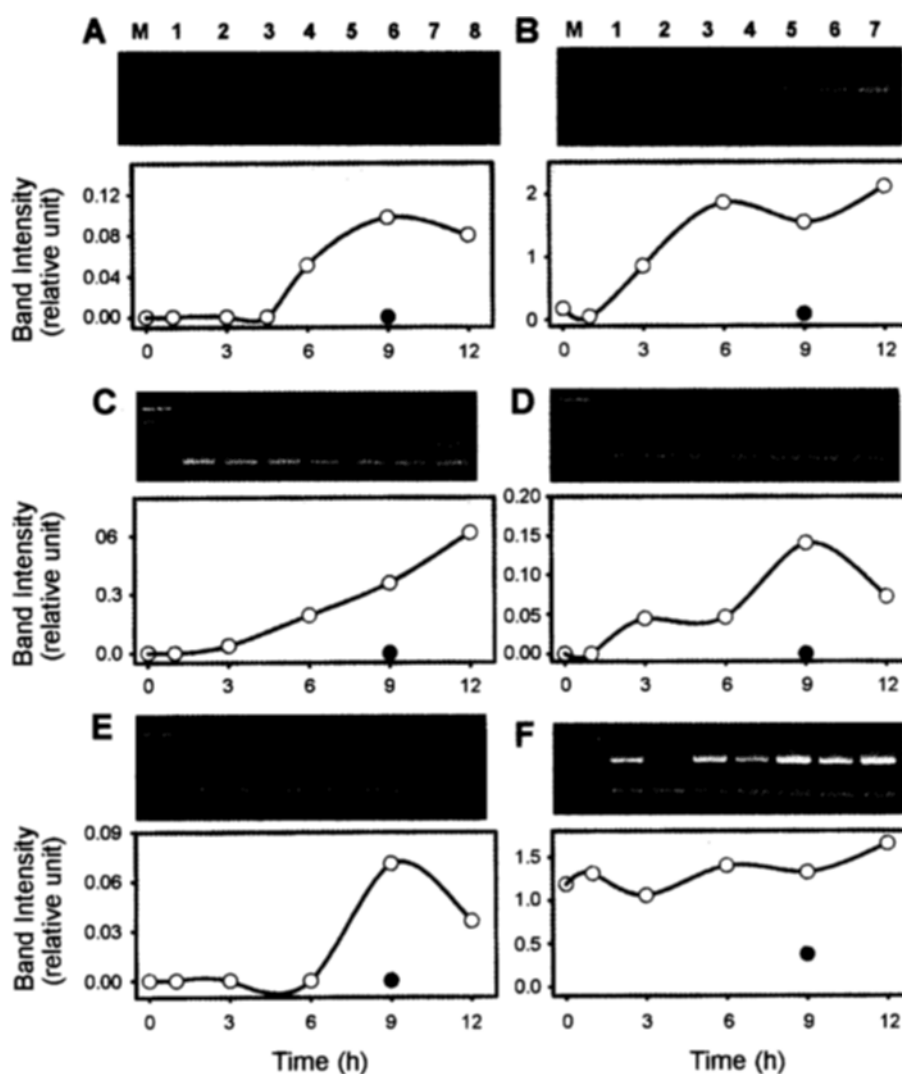 A M 1 2 3 4 5 6 7 8
B M 1 2 3 4 5 6 7
Band Intensity
(relative unit)
0.12
0.08
0.04
0.00
0 3 6 9 12
2
1
0
0 3 6 9 12
C
D
Band Intensity
(relative unit)
06
0.3
0.0
0 3 6 9 12
0.20
0.15
0.10
0.05
0.00
0 3 6 9 12
E
F
Band Intensity
(relative unit)
0.09
0.06
0.03
0.00
0 3 6 9 12
Time (h)
1.5
1.0
0.5
0.0
0 3 6 9 12
Time (h)